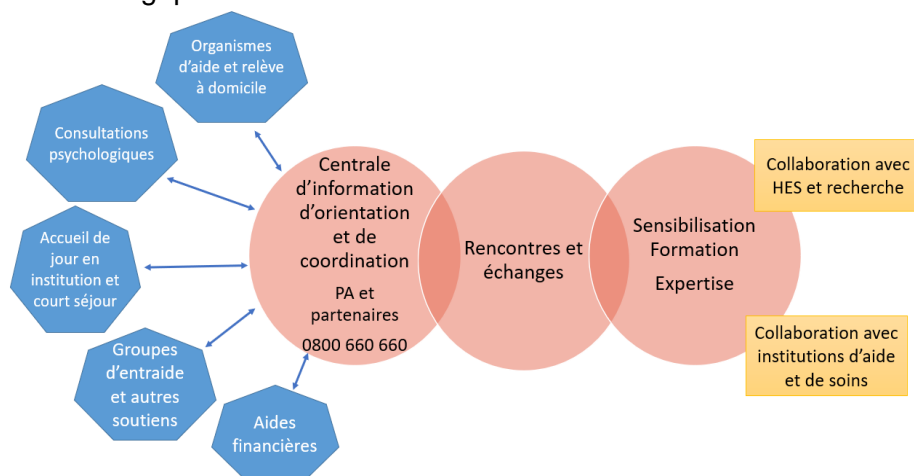 Organismes
d'aide et relève
à domicile
Consultations
psychologiques
Accueil de
jour en
institution et
court séjour
Groupes
d'entraide
et autres
soutiens
Aides
financières
Centrale
d'information
d'orientation
et de
coordination
PA et
partenaires
0800 660 660
Rencontres et
échanges
Sensibilisation
Formation
Expertise
Collaboration avec
HES et recherche
Collaboration avec
institutions d'aide
et de soins